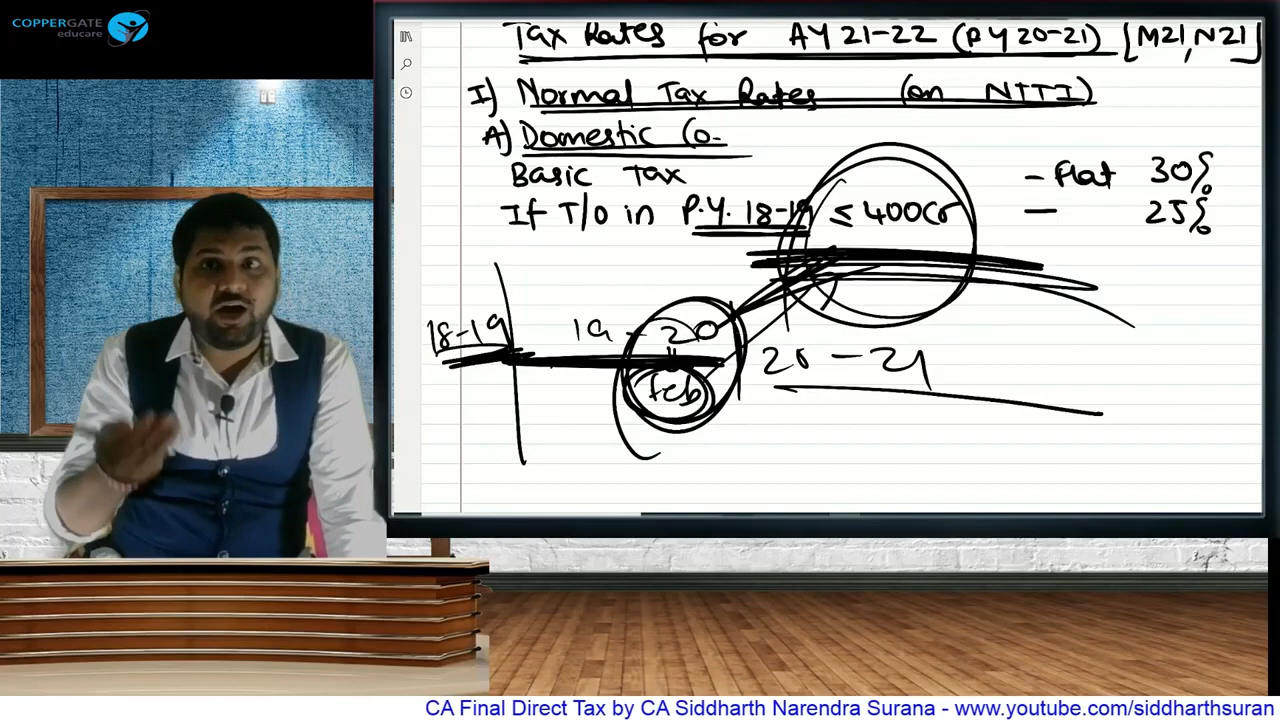 COPPERGATE
educare
Tax Rates for AY 21-22 (PY 20-21) [M21, N21]
I) Normal Tax Rates (on NTTI)
A) Domestic Co-
Basic Tax - Flat 30%
If T/O in P.Y. 18-19 ≤ 400Cr — 25%
18-19 19 - 20 20 - 21
Feb
CA Final Direct Tax by CA Siddharth Narendra Surana - www.youtube.com/siddharthsuran